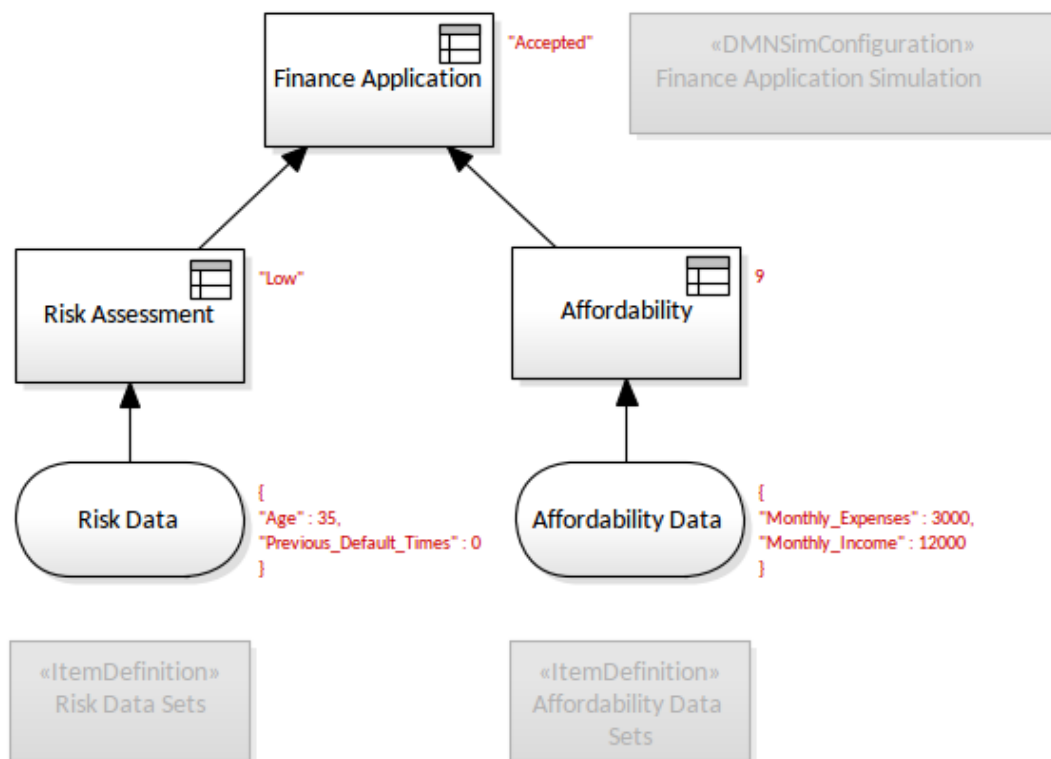 Finance Application
"Accepted"
«DMNSimConfiguration»
Finance Application Simulation
Risk Assessment
"Low"
Affordability
9
Risk Data
{
"Age" : 35,
"Previous_Default_Times" : 0
}
Affordability Data
{
"Monthly_Expenses" : 3000,
"Monthly_Income" : 12000
}
«ItemDefinition»
Risk Data Sets
«ItemDefinition»
Affordability Data
Sets